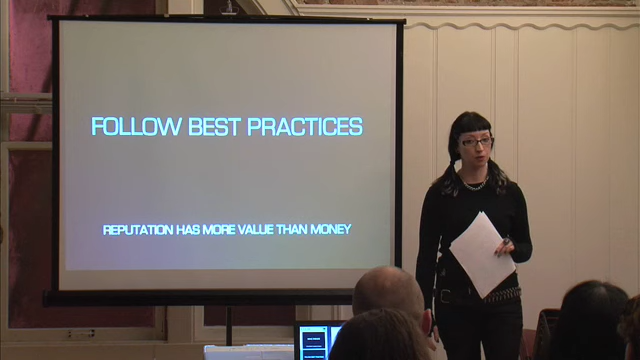 FOLLOW BEST PRACTICES
REPUTATION HAS MORE VALUE THAN MONEY